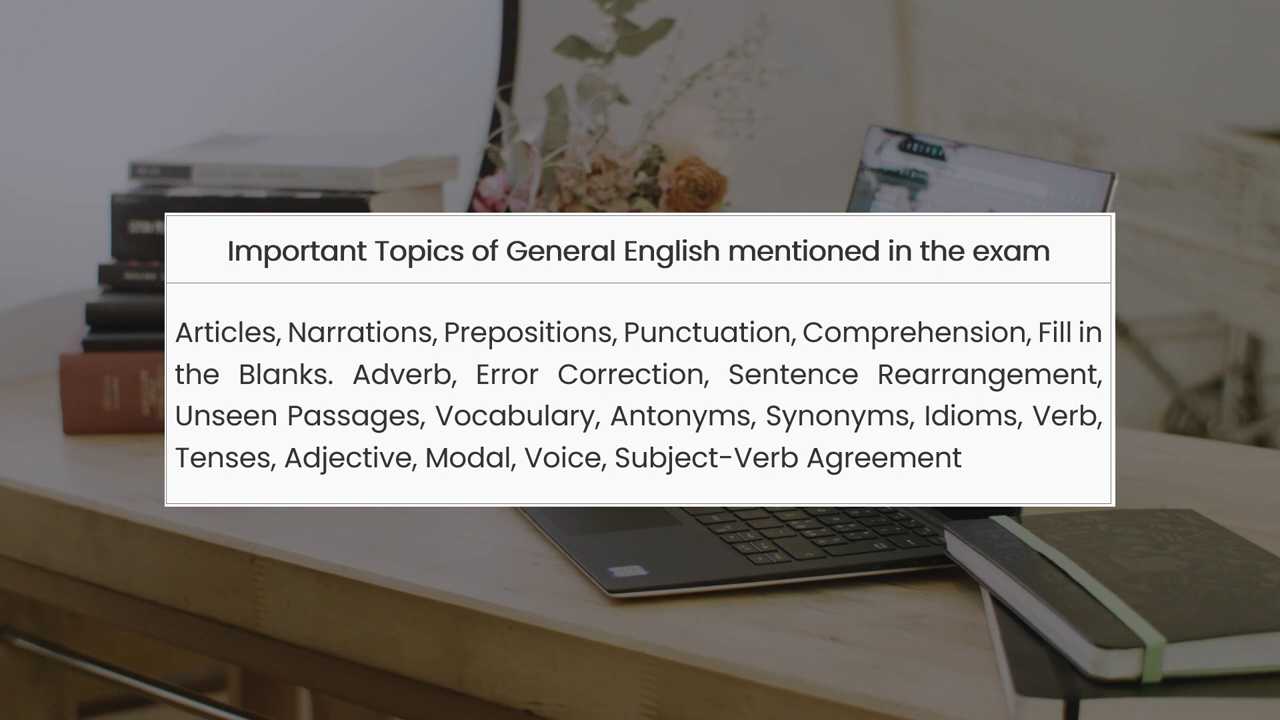 Important Topics of General English mentioned in the exam
Articles, Narrations, Prepositions, Punctuation, Comprehension, Fill in
the Blanks. Adverb, Error Correction, Sentence Rearrangement,
Unseen Passages, Vocabulary, Antonyms, Synonyms, Idioms, Verb,
Tenses, Adjective, Modal, Voice, Subject-Verb Agreement